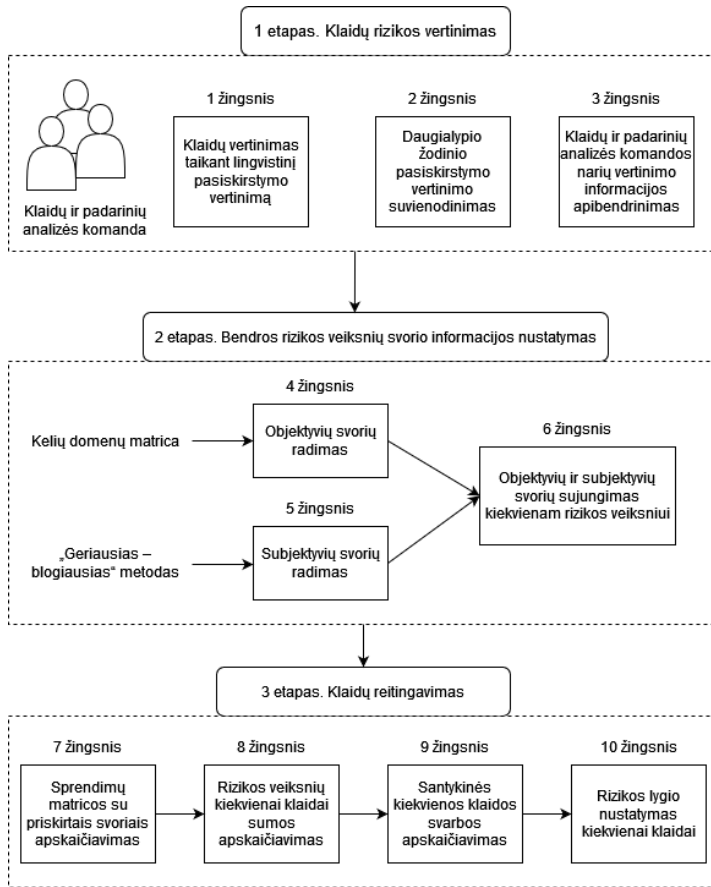 1 etapas. Klaidų rizikos vertinimas
Klaidų ir padarinių
analizės komanda
1 žingsnis
Klaidų vertinimas
taikant lingvistinį
pasiskirstymo
vertinimą
2 žingsnis
Daugialypio
žodinio
pasiskirstymo
vertinimo
suvienodinimas
3 žingsnis
Klaidų ir padarinių
analizės komandos
narių vertinimo
informacijos
apibendrinimas
2 etapas. Bendros rizikos veiksnių svorio informacijos nustatymas
Kelių domenų matrica
4 žingsnis
Objektyvių svorių
radimas
„Geriausias –
blogiausias“ metodas
5 žingsnis
Subjektyvių svorių
radimas
6 žingsnis
Objektyvių ir subjektyvių
svorių sujungimas
kiekvienam rizikos veiksniui
3 etapas. Klaidų reitingavimas
7 žingsnis
Sprendimų
matricos su
priskirtais svoriais
apskaičiavimas
8 žingsnis
Rizikos veiksnių
kiekvienai klaidai
sumos
apskaičiavimas
9 žingsnis
Santykinės
kiekvienos klaidos
svarbos
apskaičiavimas
10 žingsnis
Rizikos lygio
nustatymas
kiekvienai klaidai